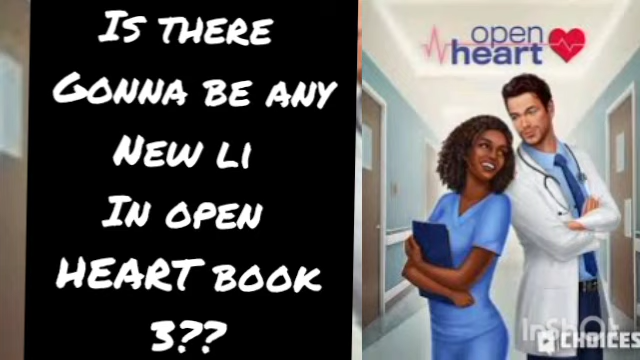 Is there
Gonna be any
New li
In open
HEART book
3??
open
heart
InShOt
CHOICES